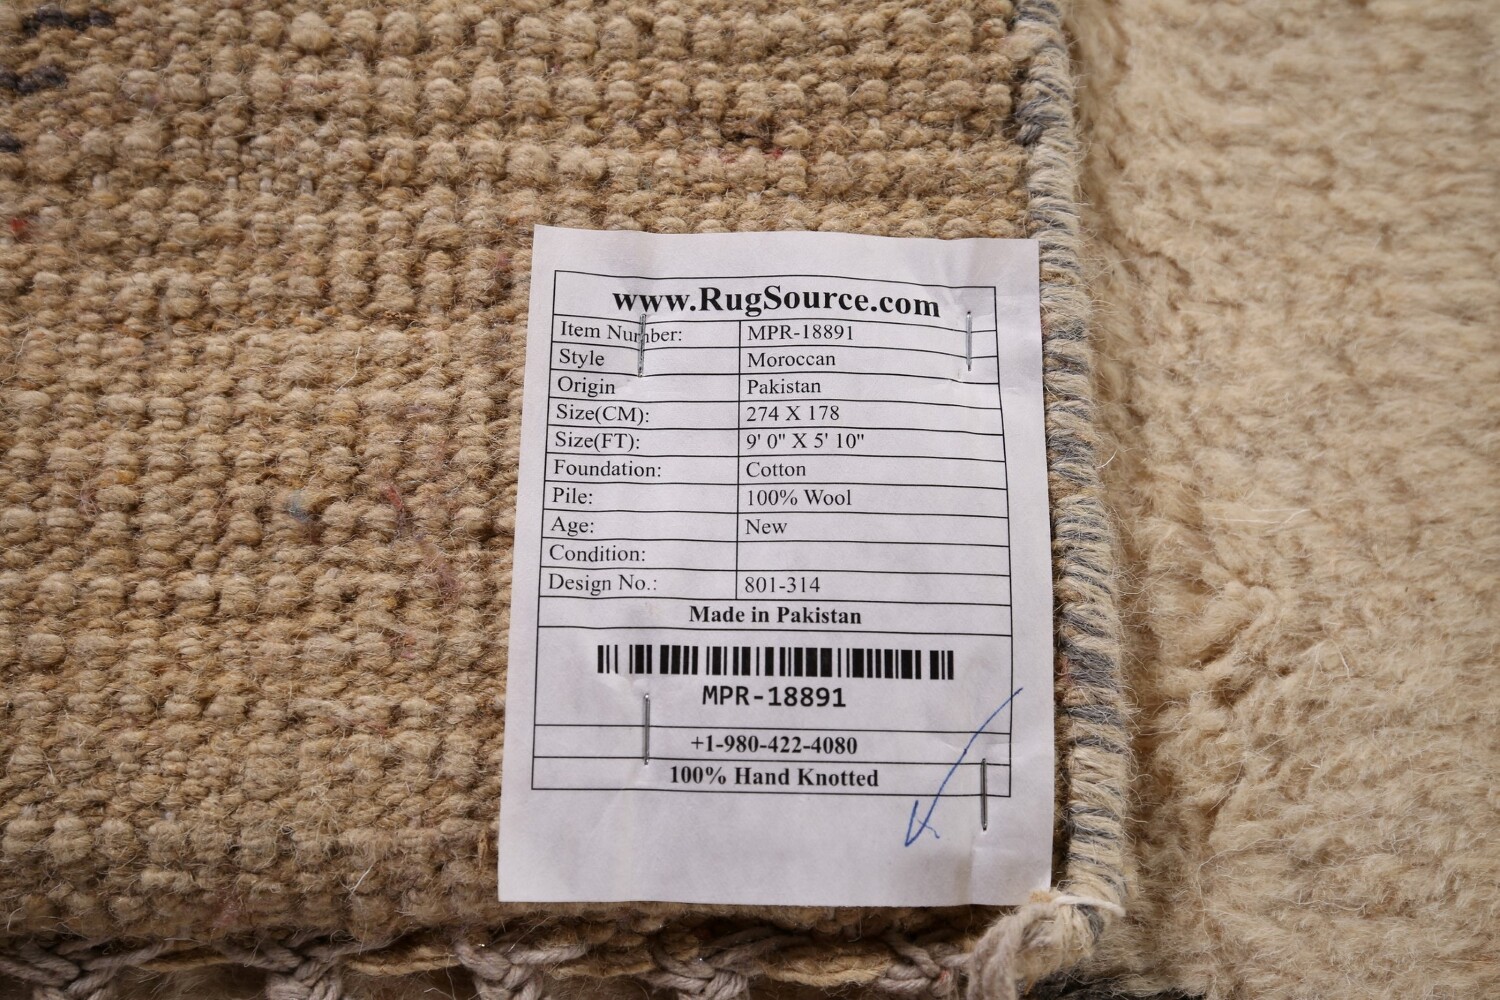 www.RugSource.com
Item Number: MPR-18891
Style Moroccan
Origin Pakistan
Size(CM): 274 X 178
Size(FT): 9' 0" X 5' 10"
Foundation: Cotton
Pile: 100% Wool
Age: New
Condition:
Design No.: 801-314
Made in Pakistan
MPR-18891
+1-980-422-4080
100% Hand Knotted